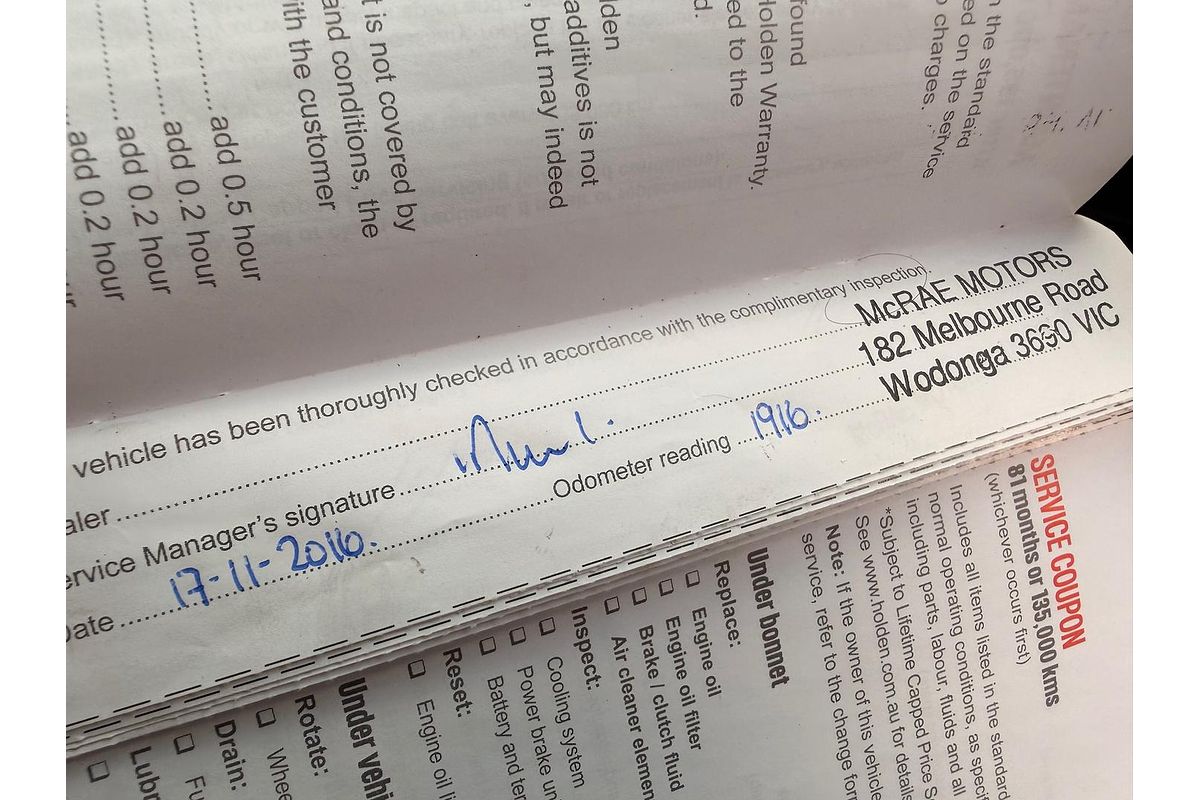 n the standard
ed on the service
charges.
found
Holden Warranty.
ed to the
d.
lden
additives is not
, but may indeed
t is not covered by
and conditions, the
ith the customer
add 0.5 hour
add 0.2 hour
add 0.2 hour
add 0.2 hour
vehicle has been thoroughly checked in accordance with the complimentary inspection.
McRAE MOTORS
182 Melbourne Road
Wodonga 3690 VIC
aler
ervice Manager's signature
Date 17-11-2016. Odometer reading 1916.
SERVICE COUPON
81 months or 135,000 kms
(whichever occurs first)
Includes all items listed in the standard
normal operating conditions, as speci
including parts, labour, fluids and all
*Subject to Lifetime Capped Price S
See www.holden.com.au for details
Note: If the owner of this vehicle
service, refer to the change form
Under bonnet
Replace:
Engine oil
Engine oil filter
Brake / clutch fluid
Air cleaner elemen
Inspect:
Cooling system
Power brake un
Battery and ter
Reset:
Engine oil li
Under vehi
Rotate:
Whee
Drain:
Fu
Lubr